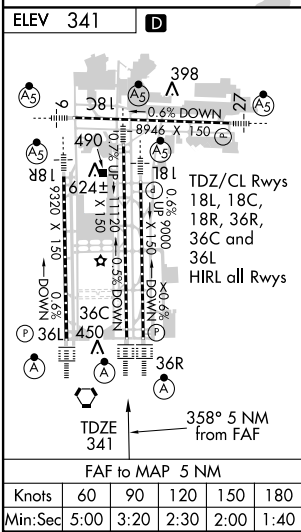 ELEV 341 D
398
A5 9 18C A5 0.6% DOWN 27 A5
8946 X 150 P
A5 18R 490 0.7% UP 18L A5
624±
9320 X 150
11120 X 150
0.6% UP
9000 X 150
P
TDZ/CL Rwys
18L, 18C,
18R, 36R,
36C and
36L
HIRL all Rwys
0.6% DOWN
0.5% DOWN
0.6% DOWN
36C
P 36L 450 P
A A 36R A
TDZE
341
358° 5 NM
from FAF
FAF to MAP 5 NM
Knots 60 90 120 150 180
Min:Sec 5:00 3:20 2:30 2:00 1:40